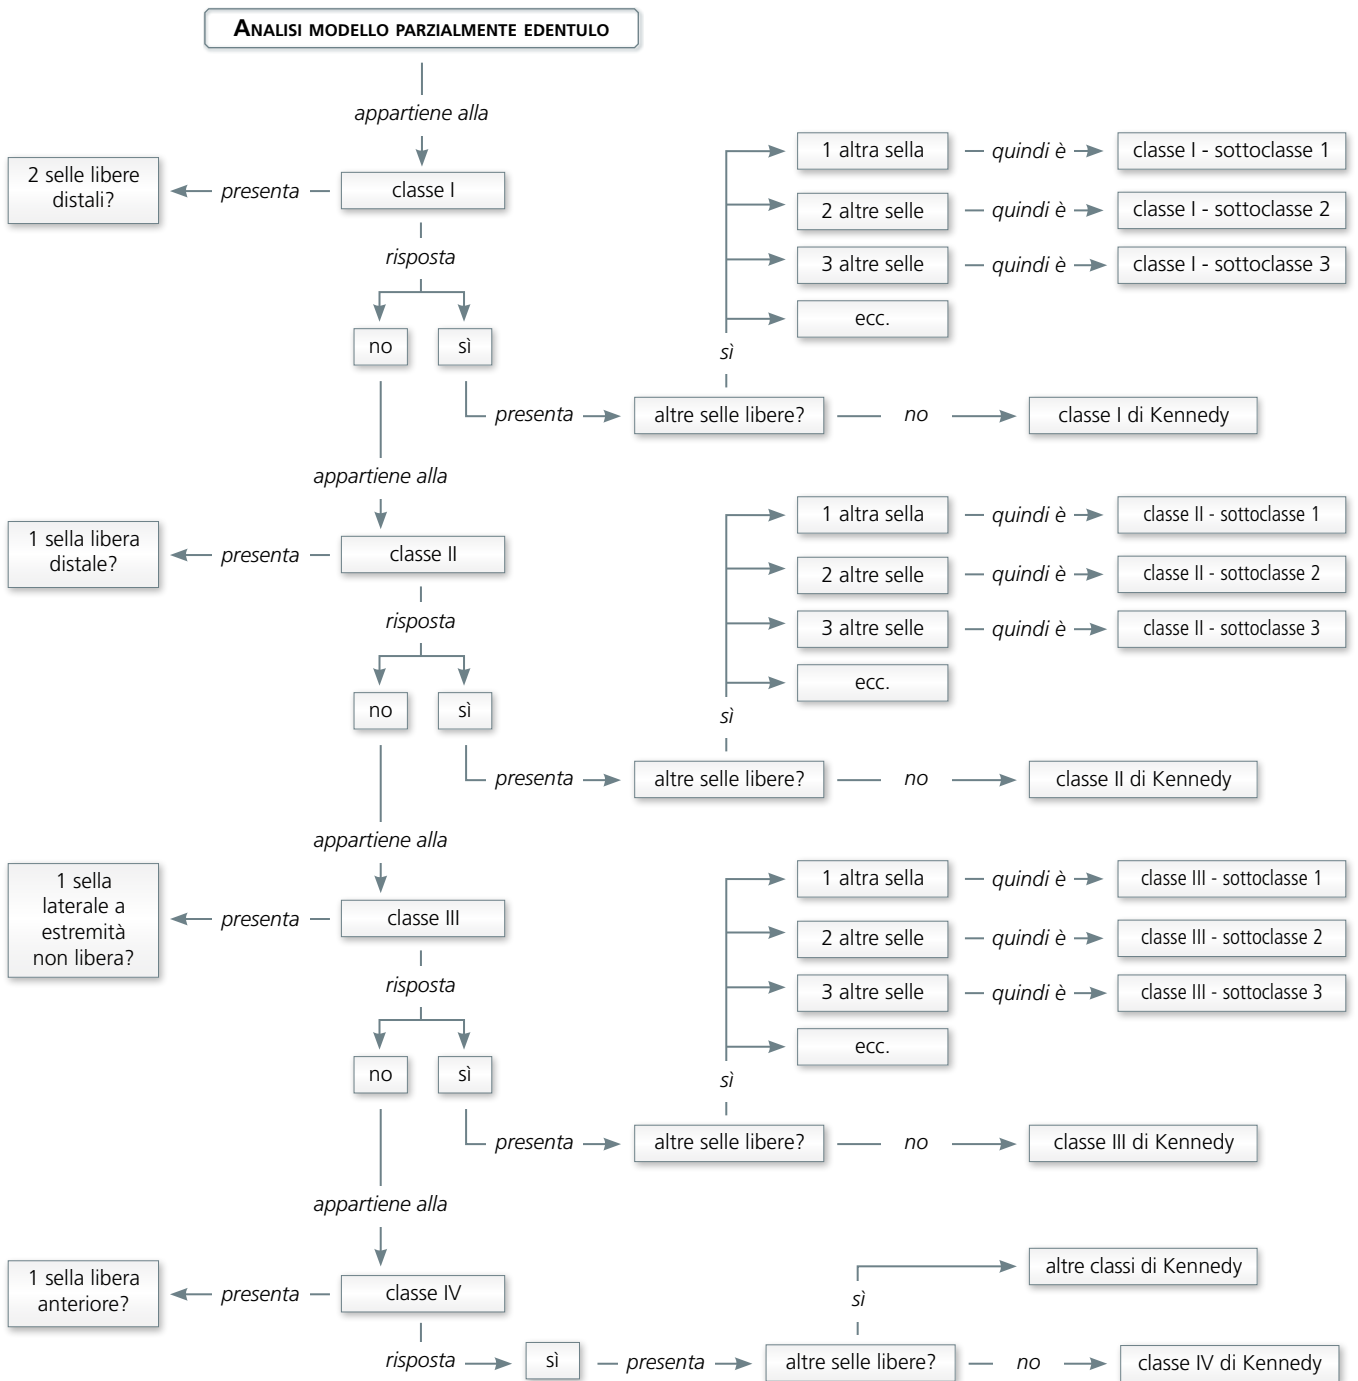 ANALISI MODELLO PARZIALMENTE EDENTULO
appartiene alla
2 selle libere
distali?
presenta
classe I
risposta
no
sì
presenta
altre selle libere?
sì
1 altra sella
quindi è
classe I - sottoclasse 1
2 altre selle
quindi è
classe I - sottoclasse 2
3 altre selle
quindi è
classe I - sottoclasse 3
ecc.
no
classe I di Kennedy
appartiene alla
1 sella libera
distale?
presenta
classe II
risposta
no
sì
presenta
altre selle libere?
sì
1 altra sella
quindi è
classe II - sottoclasse 1
2 altre selle
quindi è
classe II - sottoclasse 2
3 altre selle
quindi è
classe II - sottoclasse 3
ecc.
no
classe II di Kennedy
appartiene alla
1 sella
laterale a
estremità
non libera?
presenta
classe III
risposta
no
sì
presenta
altre selle libere?
sì
1 altra sella
quindi è
classe III - sottoclasse 1
2 altre selle
quindi è
classe III - sottoclasse 2
3 altre selle
quindi è
classe III - sottoclasse 3
ecc.
no
classe III di Kennedy
appartiene alla
1 sella libera
anteriore?
presenta
classe IV
risposta
sì
presenta
altre selle libere?
sì
altre classi di Kennedy
no
classe IV di Kennedy